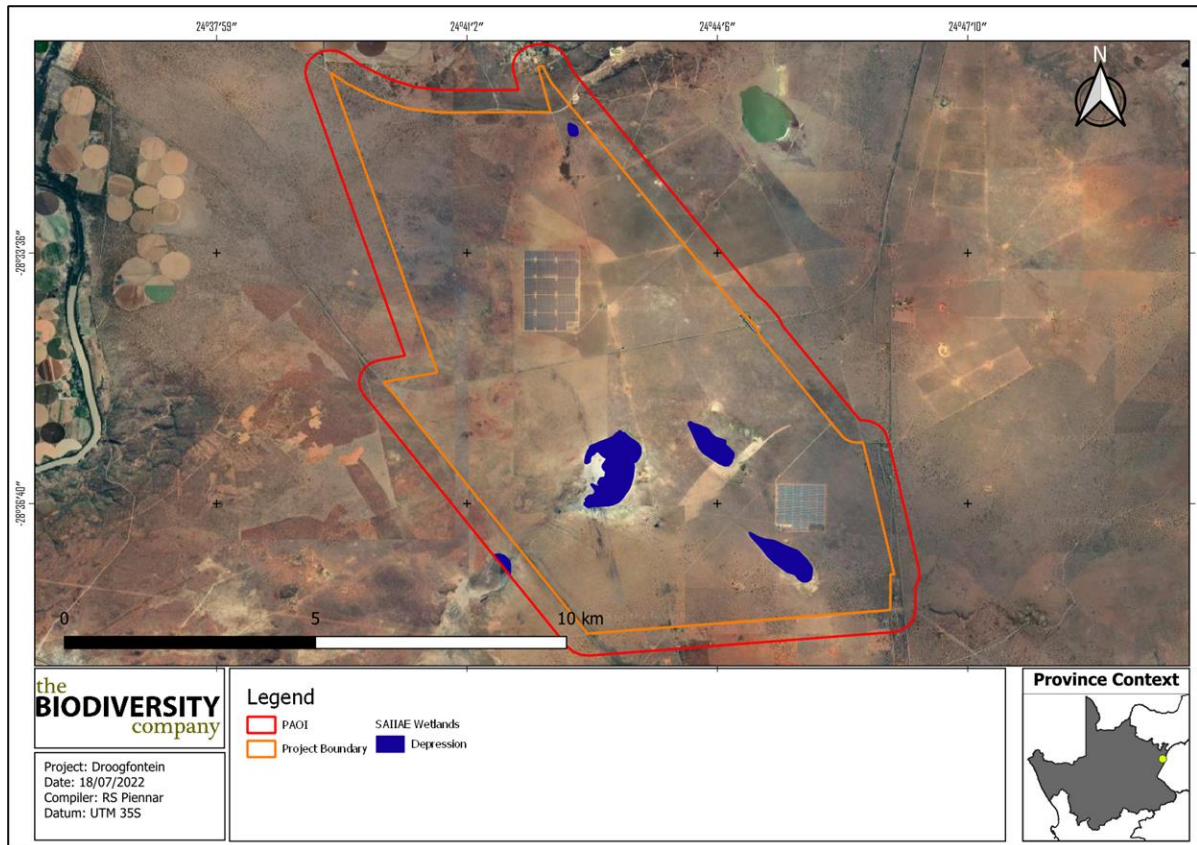 24°37'59" 24°41'2" 24°44'6" 24°47'10"
N
-28°33'36"
-28°36'40"
0 5 10 km
the
BIODIVERSITY
company
Project: Droogfontein
Date: 18/07/2022
Compiler: RS Piennar
Datum: UTM 35S
Legend
PAOI
Project Boundary
SAIIAE Wetlands
Depression
Province Context